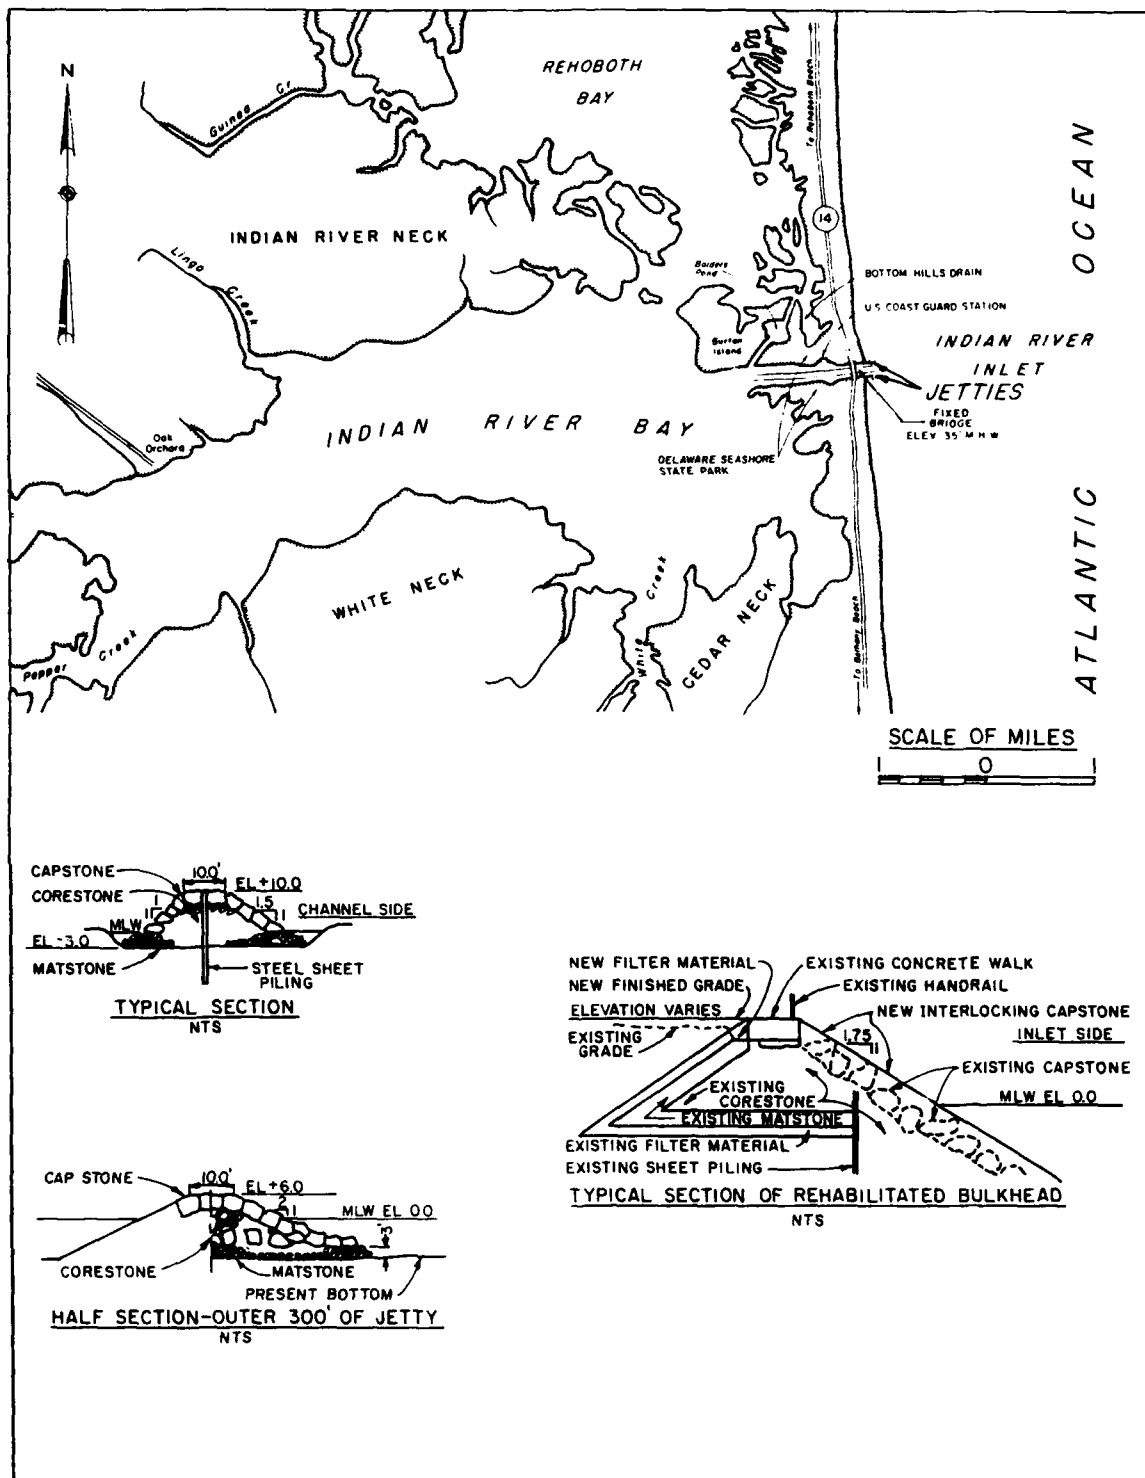 N
REHOBOTH
BAY
Guinea Cr.
To Rehoboth Beach
14
OCEAN
INDIAN RIVER NECK
Lingo
Creek
Pond
BOTTOM HILLS DRAIN
U.S. COAST GUARD STATION
Burton
Island
INDIAN RIVER
INLET
JETTIES
FIXED
BRIDGE
ELEV 35' M H W
Oak
Orchard
INDIAN RIVER BAY
DELAWARE SEASHORE
STATE PARK
ATLANTIC
WHITE NECK
White Creek
CEDAR NECK
Pepper Creek
To Bethany Beach
SCALE OF MILES
1 0 1
CAPSTONE
CORESTONE
10.0'
EL +10.0
1
1
1.5
1
CHANNEL SIDE
MLW
EL -3.0
MATSTONE
STEEL SHEET
PILING
TYPICAL SECTION
NTS
NEW FILTER MATERIAL
EXISTING CONCRETE WALK
NEW FINISHED GRADE
EXISTING HANDRAIL
ELEVATION VARIES
NEW INTERLOCKING CAPSTONE
EXISTING
GRADE
INLET SIDE
1.75
1
EXISTING CAPSTONE
MLW EL 0.0
EXISTING
CORESTONE
EXISTING MATSTONE
EXISTING FILTER MATERIAL
EXISTING SHEET PILING
TYPICAL SECTION OF REHABILITATED BULKHEAD
NTS
CAP STONE
10.0'
EL +6.0
2
1
MLW EL 0.0
3'
CORESTONE
MATSTONE
PRESENT BOTTOM
HALF SECTION-OUTER 300' OF JETTY
NTS